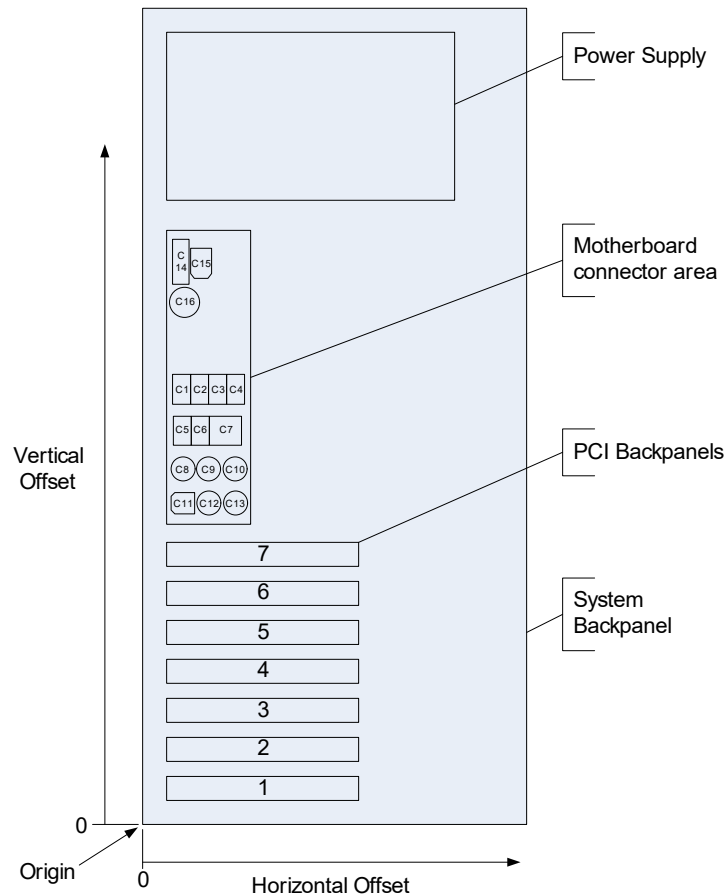 Power Supply
Motherboard
connector area
C
14
C15
C16
C1 C2 C3 C4
C5 C6 C7
C8 C9 C10
C11 C12 C13
Vertical
Offset
PCI Backpanels
7
6
5
4
3
2
1
System
Backpanel
0
Origin
0
Horizontal Offset